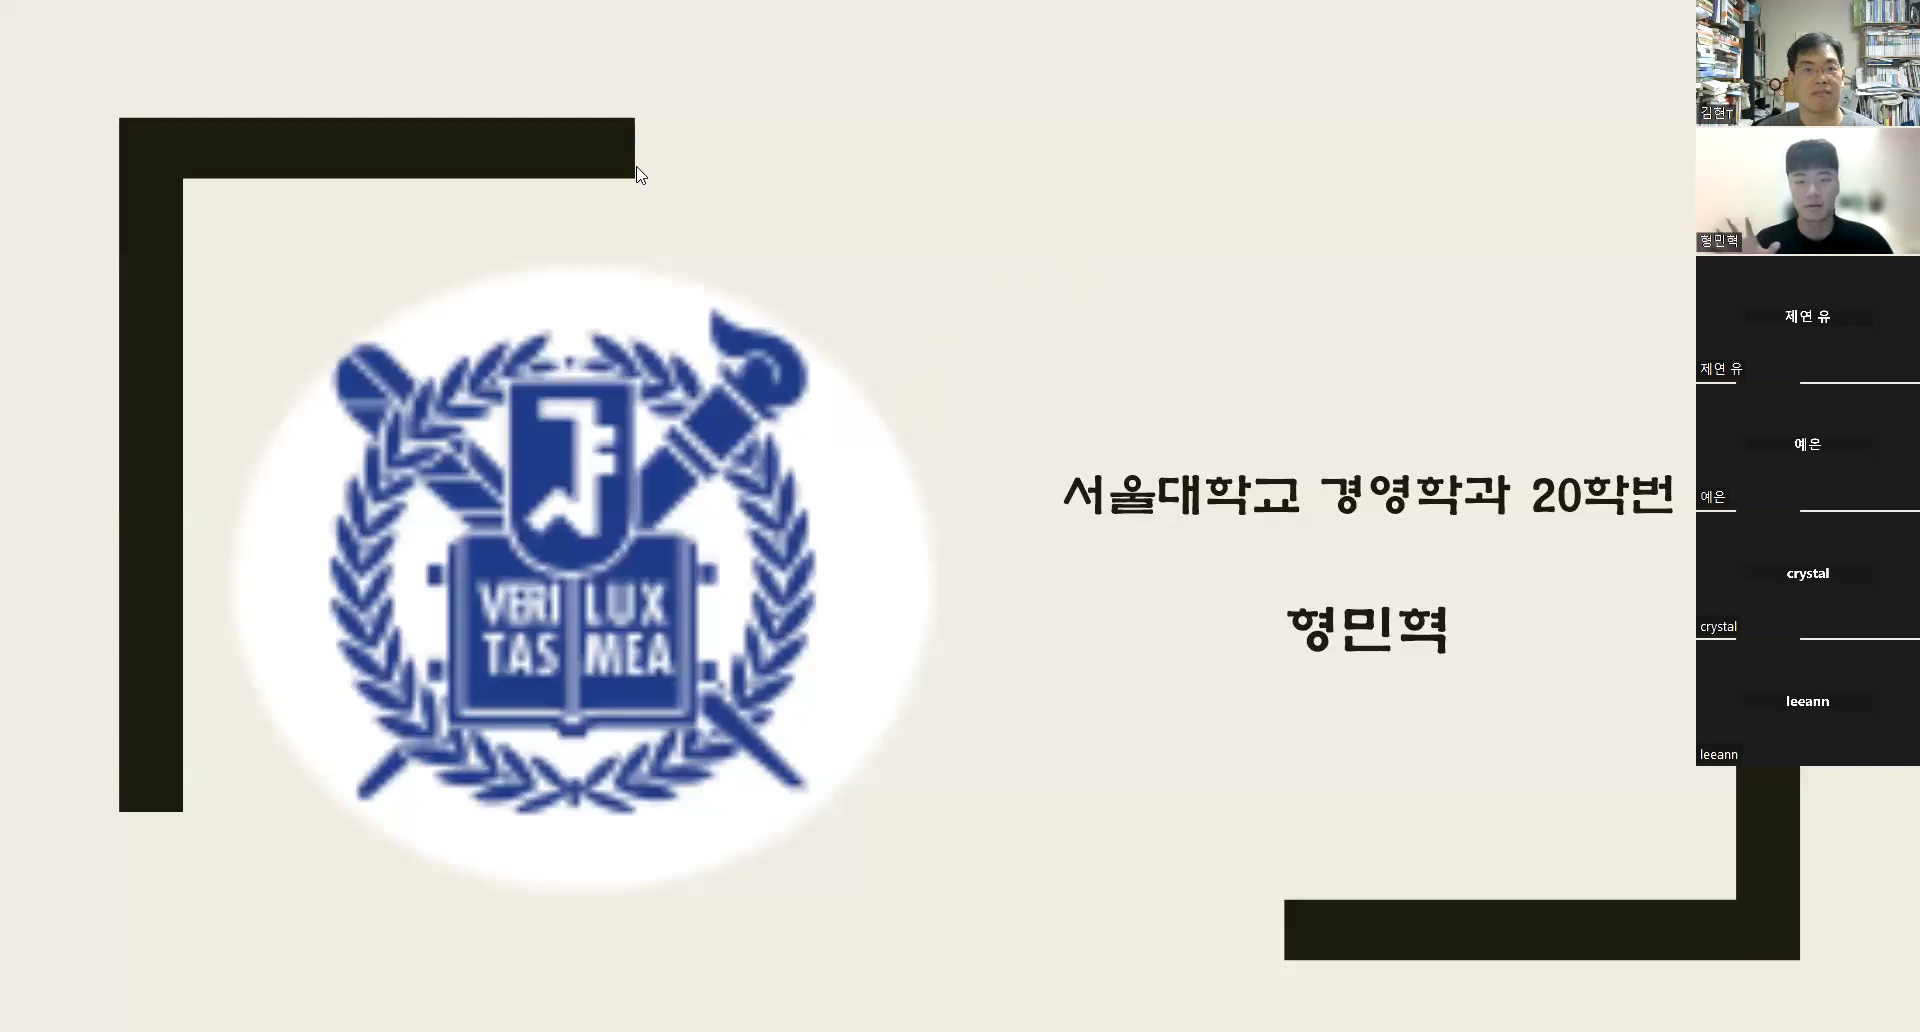 VERI LUX
TAS MEA
서울대학교 경영학과 20학번
형민혁
김현T
형민혁
제연 유
제연 유
예은
예은
crystal
crystal
leeann
leeann